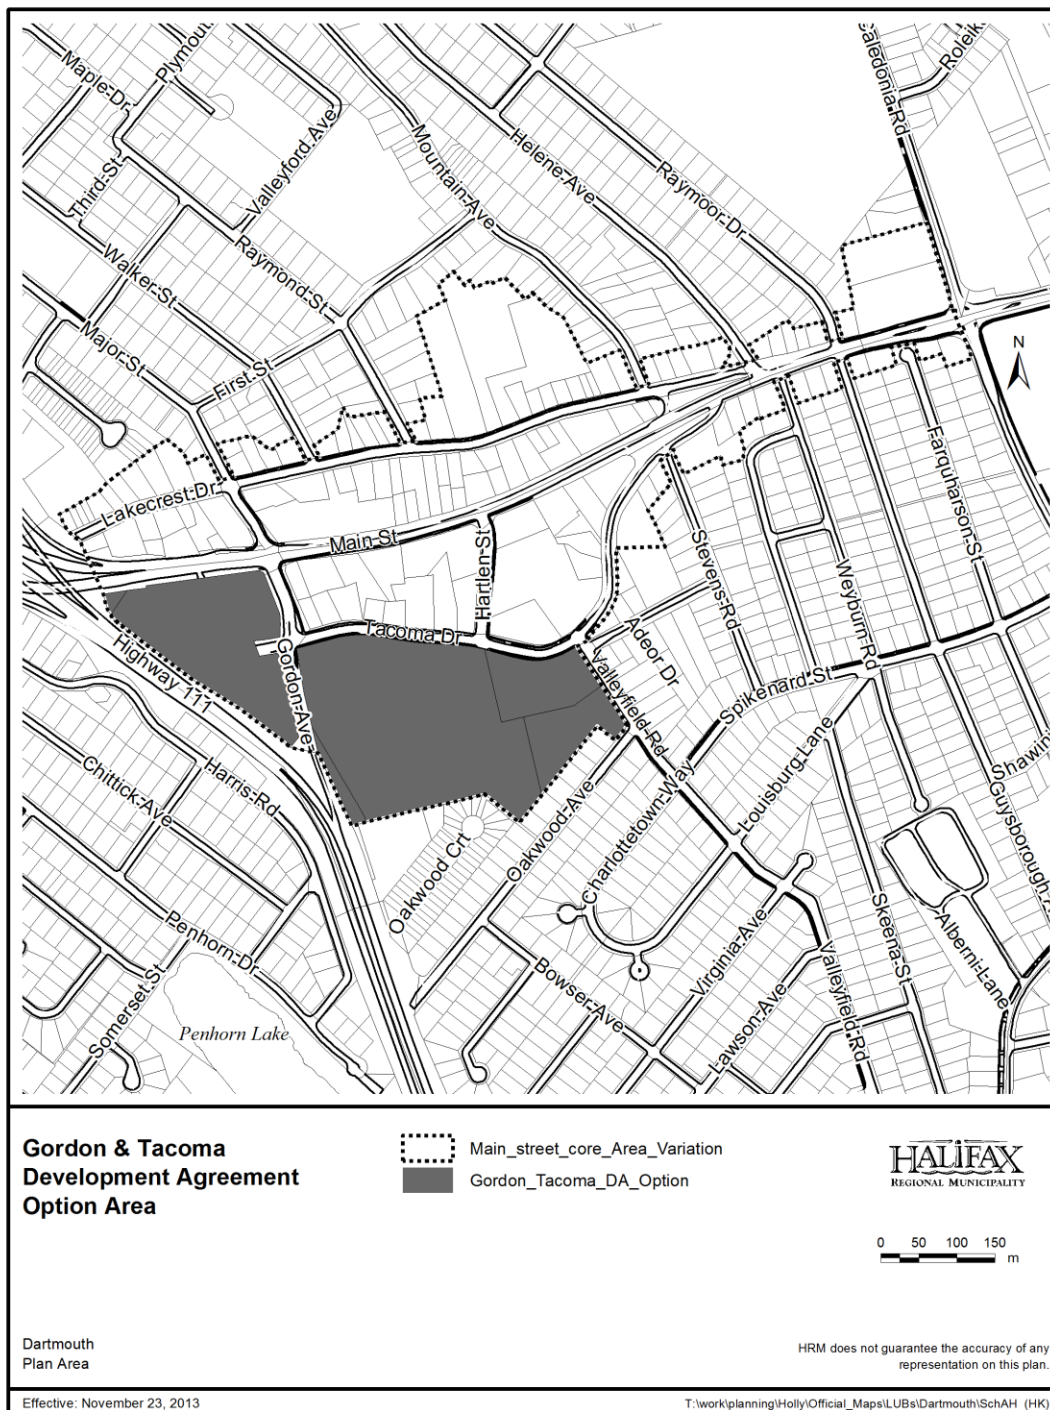 Maple-Dr
Plymout
Caledonia-Rd
Roleik
Third-St
Valleyford-Ave
Mountain-Ave
Helene-Ave
Raymoor-Dr
Walker-St
Raymond-St
Major-St
First-St
N
Farquharson-St
Lakecrest-Dr
Main-St
Hartlen-St
Stevens-Rd
Weyburn-Rd
Tacoma-Dr
Adeor-Dr
Highway-111
Gordon-Ave
Valleyfield-Rd
Spikenard-St
Louisburg-Lane
Shawini
Chittick-Ave
Harris-Rd
Guysborough-A
Oakwood-Ave
Charlottetown-Way
Oakwood Crt
Penhorn-Dr
Skeena-St
Alberni-Lane
Virginia-Ave
Bowser-Ave
Valleyfield-Rd
Somerset-St
Lawson-Ave
Penhorn Lake
Gordon & Tacoma
Development Agreement
Option Area
Main_street_core_Area_Variation
Gordon_Tacoma_DA_Option
HALIFAX
REGIONAL MUNICIPALITY
0 50 100 150
m
Dartmouth
Plan Area
HRM does not guarantee the accuracy of any
representation on this plan.
Effective: November 23, 2013
T:\work\planning\Holly\Official_Maps\LUBs\Dartmouth\SchAH (HK)